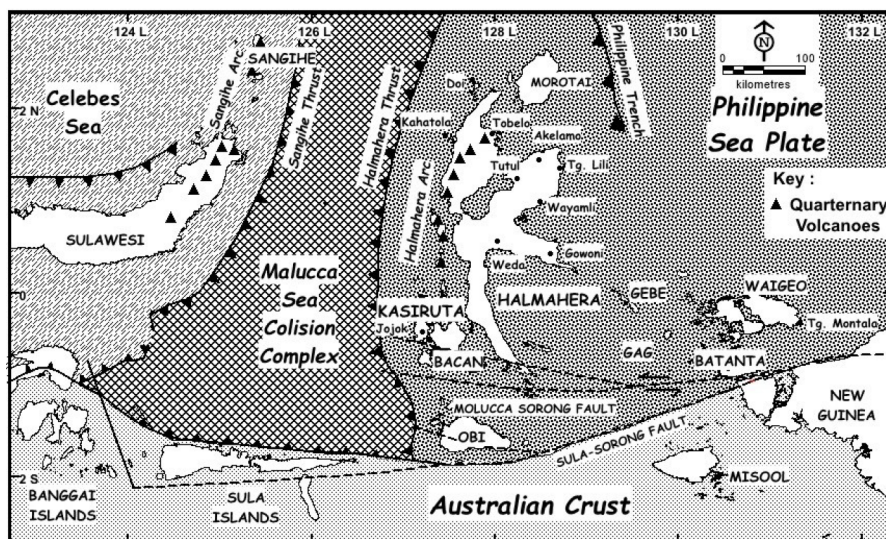 124 L
126 L
128 L
130 L
132 L
N
0 100
kilometres
2 N
0
2 S
Celebes
Sea
Sangihe Arc
SANGIHE
Sangihe Thrust
Halmahera Thrust
Halmahera Arc
Philippine Trench
Philippine
Sea Plate
Key :
Quarternary
Volcanoes
Doi
MOROTAI
Kahatola
Tobelo
Akelama
Tutul
Tg. Lili
Wayamli
Gowoni
Weda
HALMAHERA
SULAWESI
Malucca
Sea
Colision
Complex
KASIRUTA
Jojok
BACAN
GEBE
WAIGEO
Tg. Montala
GAG
BATANTA
MOLUCCA SORONG FAULT
NEW
GUINEA
OBI
SULA-SORONG FAULT
MISOOL
BANGGAI
ISLANDS
SULA
ISLANDS
Australian Crust